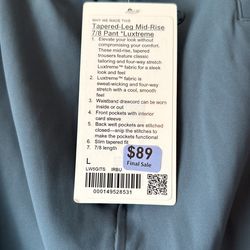 WHY WE MADE THIS
Tapered-Leg Mid-Rise
7/8 Pant *Luxtreme
1. Elevate your look without
compromising your comfort.
These mid-rise, tapered
trousers feature classic
tailoring and four-way stretch
Luxtreme™ fabric for a sleek
look and feel
2. Luxtreme™ fabric is
sweat-wicking and four-way
stretch with a cool, smooth
feel
3. Waistband drawcord can be
worn inside or out
4. Front pockets with interior
card sleeve
5. Back welt pockets are stitched
closed—snip the stitches to
make the pockets functional
6. Slim tapered fit
7. 7/8 length
$89
Final Sale
L
LW5GITS IRBU
000149528531